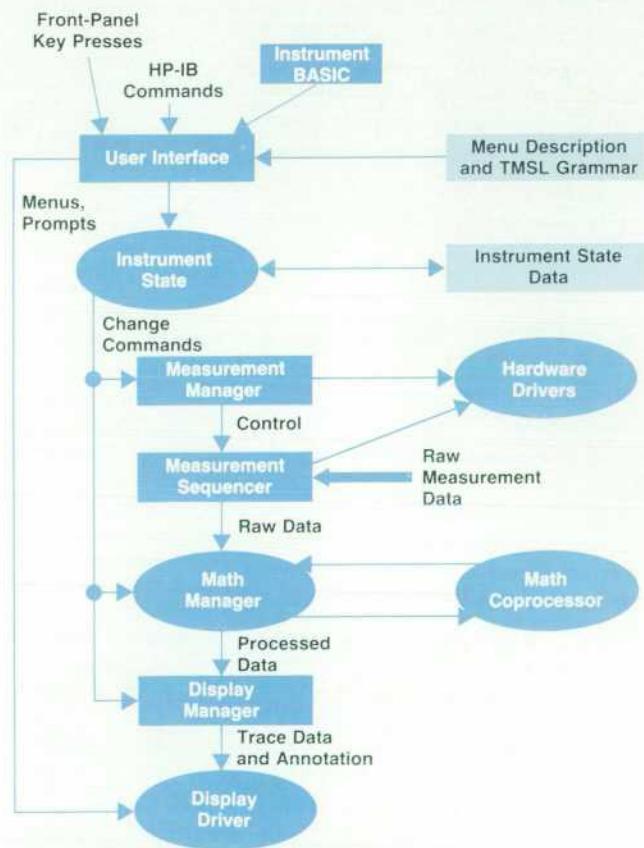 Front-Panel
Key Presses
HP-IB
Commands
Instrument
BASIC
User Interface
Menu Description
and TMSL Grammar
Menus,
Prompts
Instrument
State
Instrument State
Data
Change
Commands
Measurement
Manager
Hardware
Drivers
Control
Measurement
Sequencer
Raw
Measurement
Data
Raw Data
Math
Manager
Math
Coprocessor
Processed
Data
Display
Manager
Trace Data
and Annotation
Display
Driver